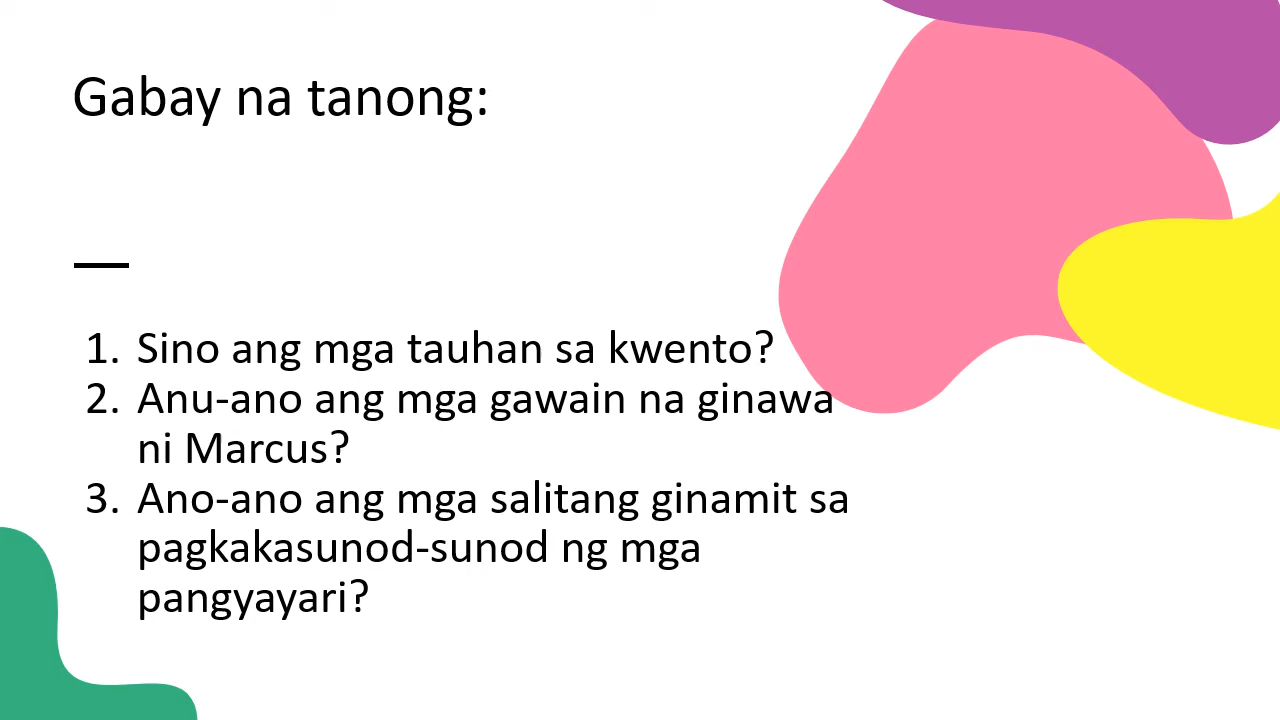 Gabay na tanong:
1. Sino ang mga tauhan sa kwento?
2. Anu-ano ang mga gawain na ginawa
ni Marcus?
3. Ano-ano ang mga salitang ginamit sa
pagkakasunod-sunod ng mga
pangyayari?